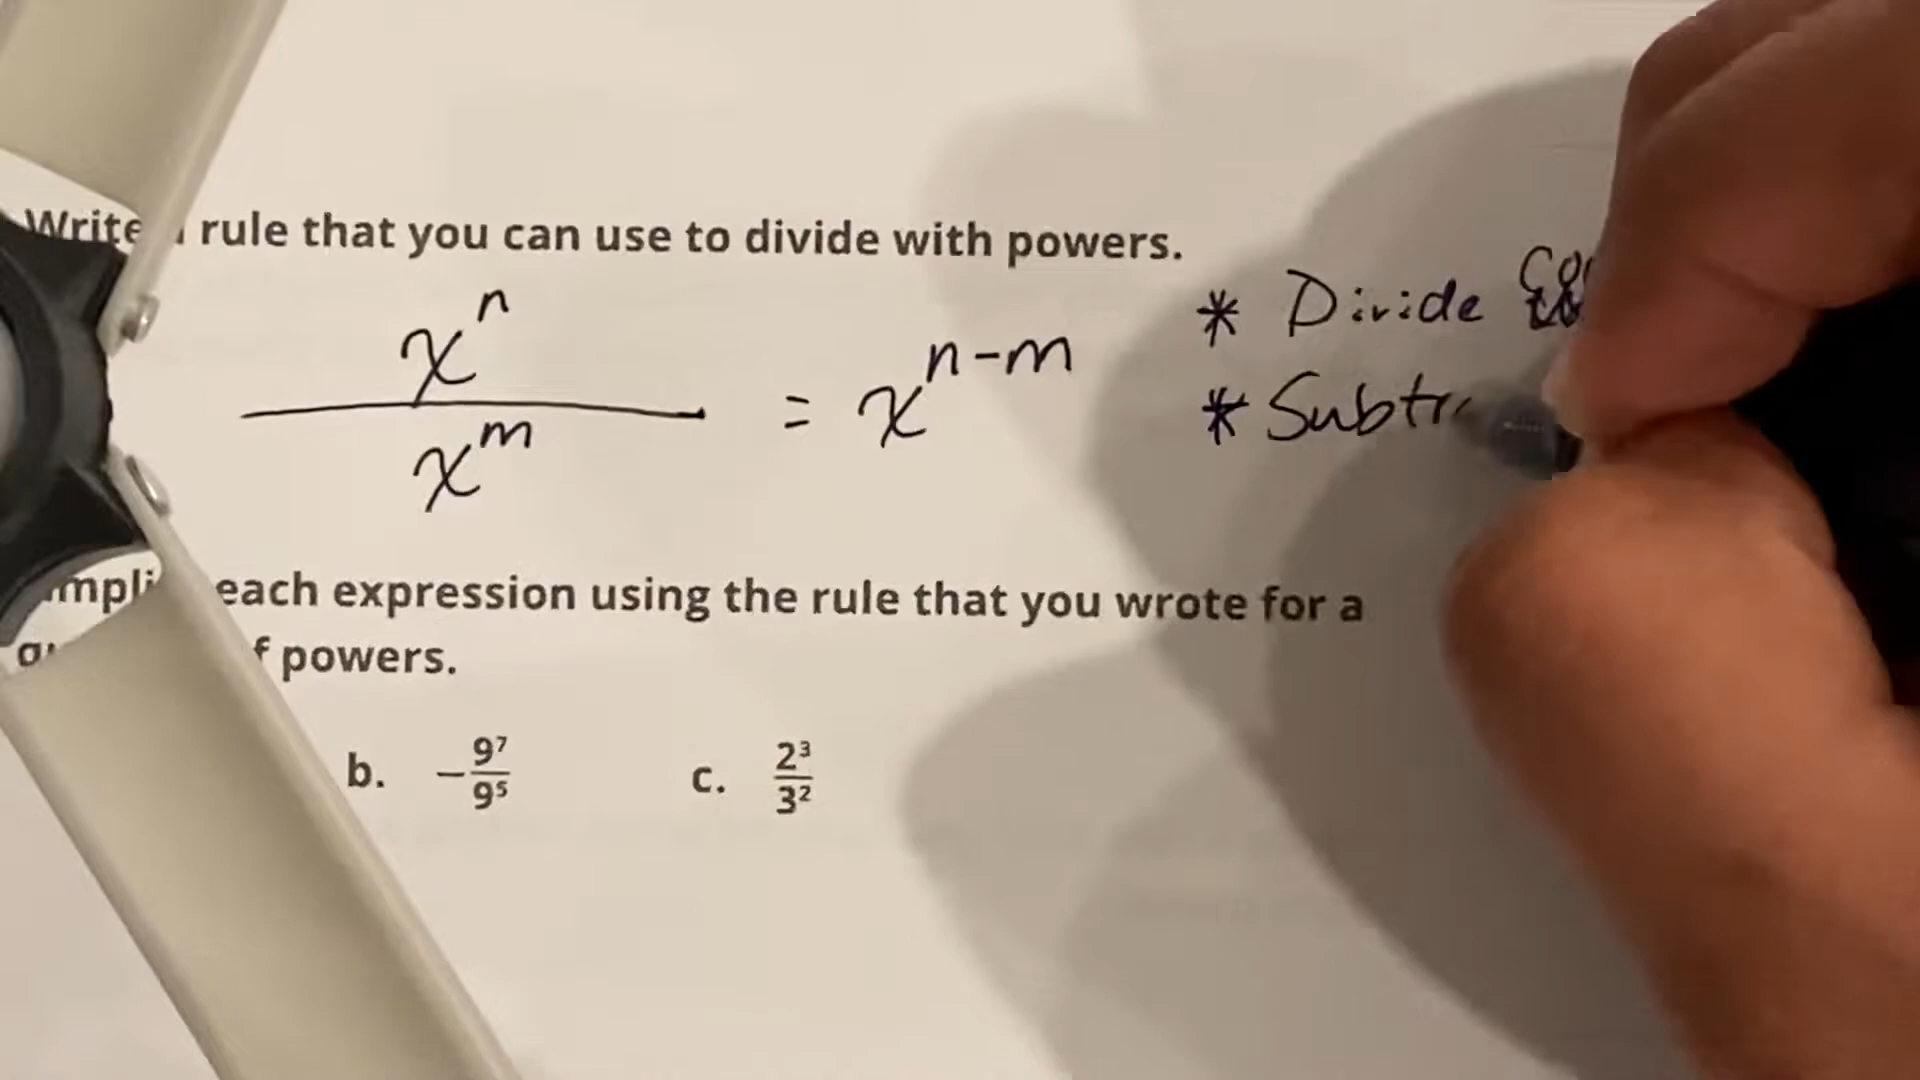 Write rule that you can use to divide with powers.
x^n / x^m = x^(n-m)
* Divide
* Subtr
each expression using the rule that you wrote for a
powers.
b. -9⁷/9⁵ c. 2³/3²